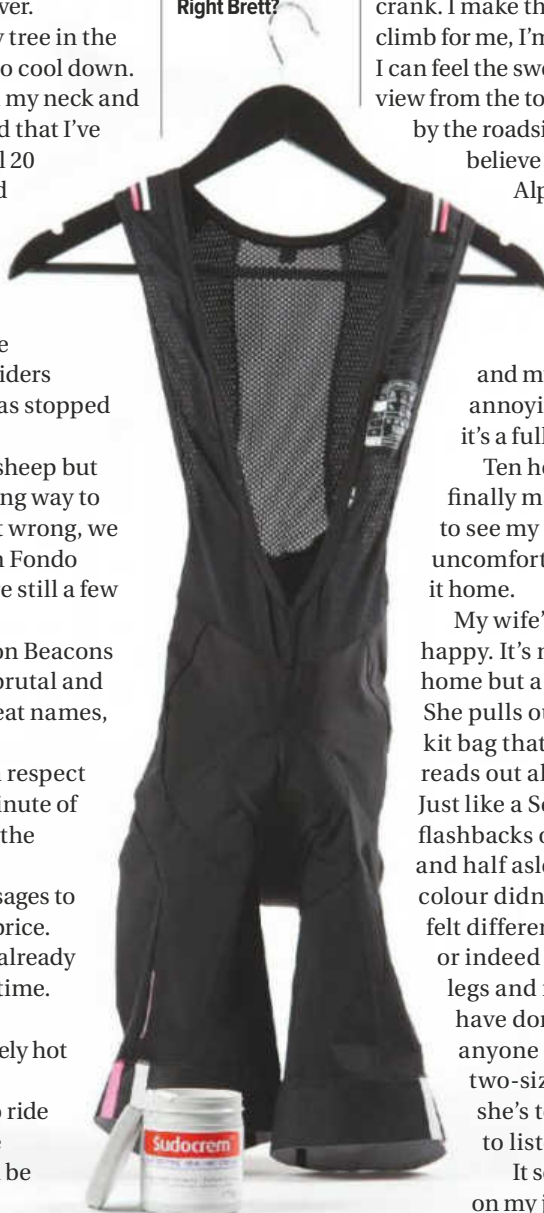 ver.
y tree in the
o cool down.
my neck and
d that I've
l 20
d
e
iders
as stopped
sheep but
ng way to
t wrong, we
n Fondo
e still a few
on Beacons
brutal and
eat names,
respect
inute of
the
sages to
price.
already
time.
ely hot
ride
be
Right Brett?
crank. I make th
climb for me, I'm
I can feel the swe
view from the to
by the roadsi
believe
Alp
and m
annoyi
it's a full
Ten ho
finally m
to see my
uncomfort
it home.
My wife'
happy. It's n
home but a
She pulls ou
kit bag that
reads out al
Just like a Sc
flashbacks o
and half asle
colour didn
felt differen
or indeed
legs and
have don
anyone
two-siz
she's to
to list
It so
on my j
Sudocrem